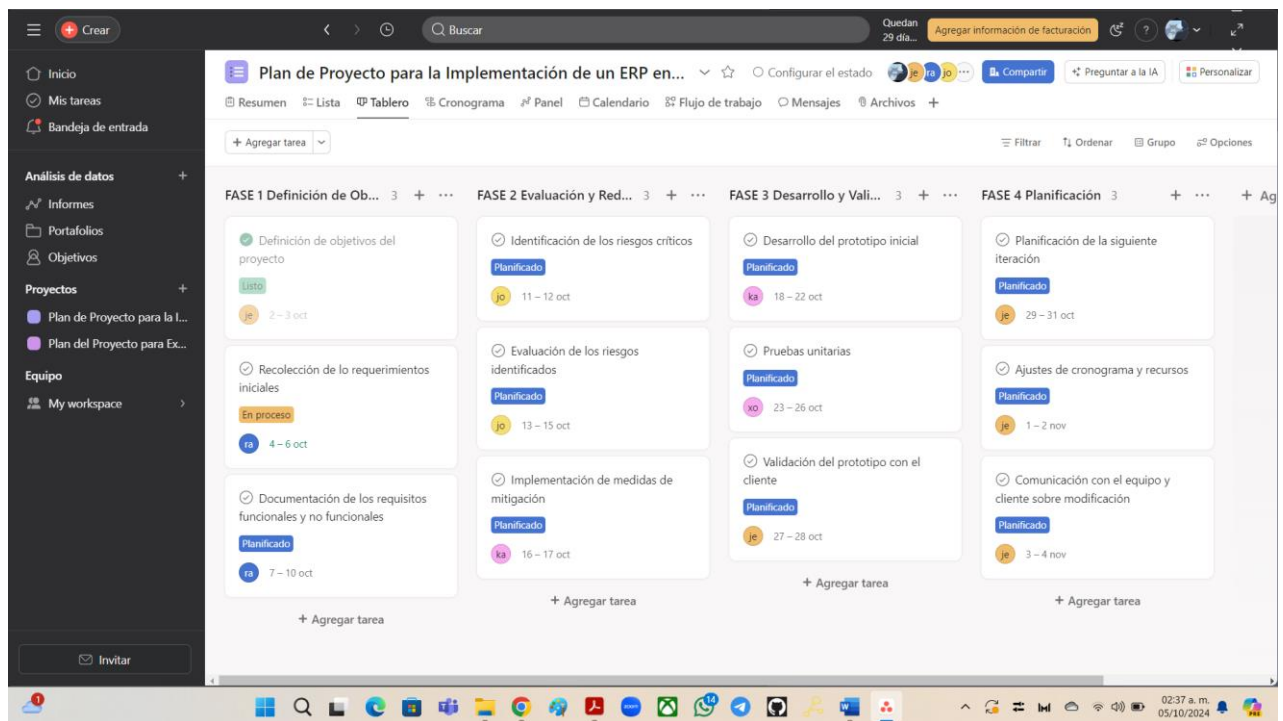 Crear
Buscar
Quedan
29 día...
Agregar información de facturación
?
Inicio
Mis tareas
Bandeja de entrada
Análisis de datos +
Informes
Portafolios
Objetivos
Proyectos +
Plan de Proyecto para la I...
Plan del Proyecto para Ex...
Equipo
My workspace
Invitar
Plan de Proyecto para la Implementación de un ERP en...
Configurar el estado
je ra jo ...
Compartir
Preguntar a la IA
Personalizar
Resumen Lista Tablero Cronograma Panel Calendario Flujo de trabajo Mensajes Archivos +
+ Agregar tarea
Filtrar Ordenar Grupo Opciones
FASE 1 Definición de Ob... 3 + ...
Definición de objetivos del
proyecto
Listo
je 2 – 3 oct
Recolección de lo requerimientos
iniciales
En proceso
ra 4 – 6 oct
Documentación de los requisitos
funcionales y no funcionales
Planificado
ra 7 – 10 oct
+ Agregar tarea
FASE 2 Evaluación y Red... 3 + ...
Identificación de los riesgos críticos
Planificado
jo 11 – 12 oct
Evaluación de los riesgos
identificados
Planificado
jo 13 – 15 oct
Implementación de medidas de
mitigación
Planificado
ka 16 – 17 oct
+ Agregar tarea
FASE 3 Desarrollo y Vali... 3 + ...
Desarrollo del prototipo inicial
Planificado
ka 18 – 22 oct
Pruebas unitarias
Planificado
xo 23 – 26 oct
Validación del prototipo con el
cliente
Planificado
je 27 – 28 oct
+ Agregar tarea
FASE 4 Planificación 3 + ...
Planificación de la siguiente
iteración
Planificado
je 29 – 31 oct
Ajustes de cronograma y recursos
Planificado
je 1 – 2 nov
Comunicación con el equipo y
cliente sobre modificación
Planificado
je 3 – 4 nov
+ Agregar tarea
+ Ag
1
zoom
14
02:37 a. m.
05/10/2024